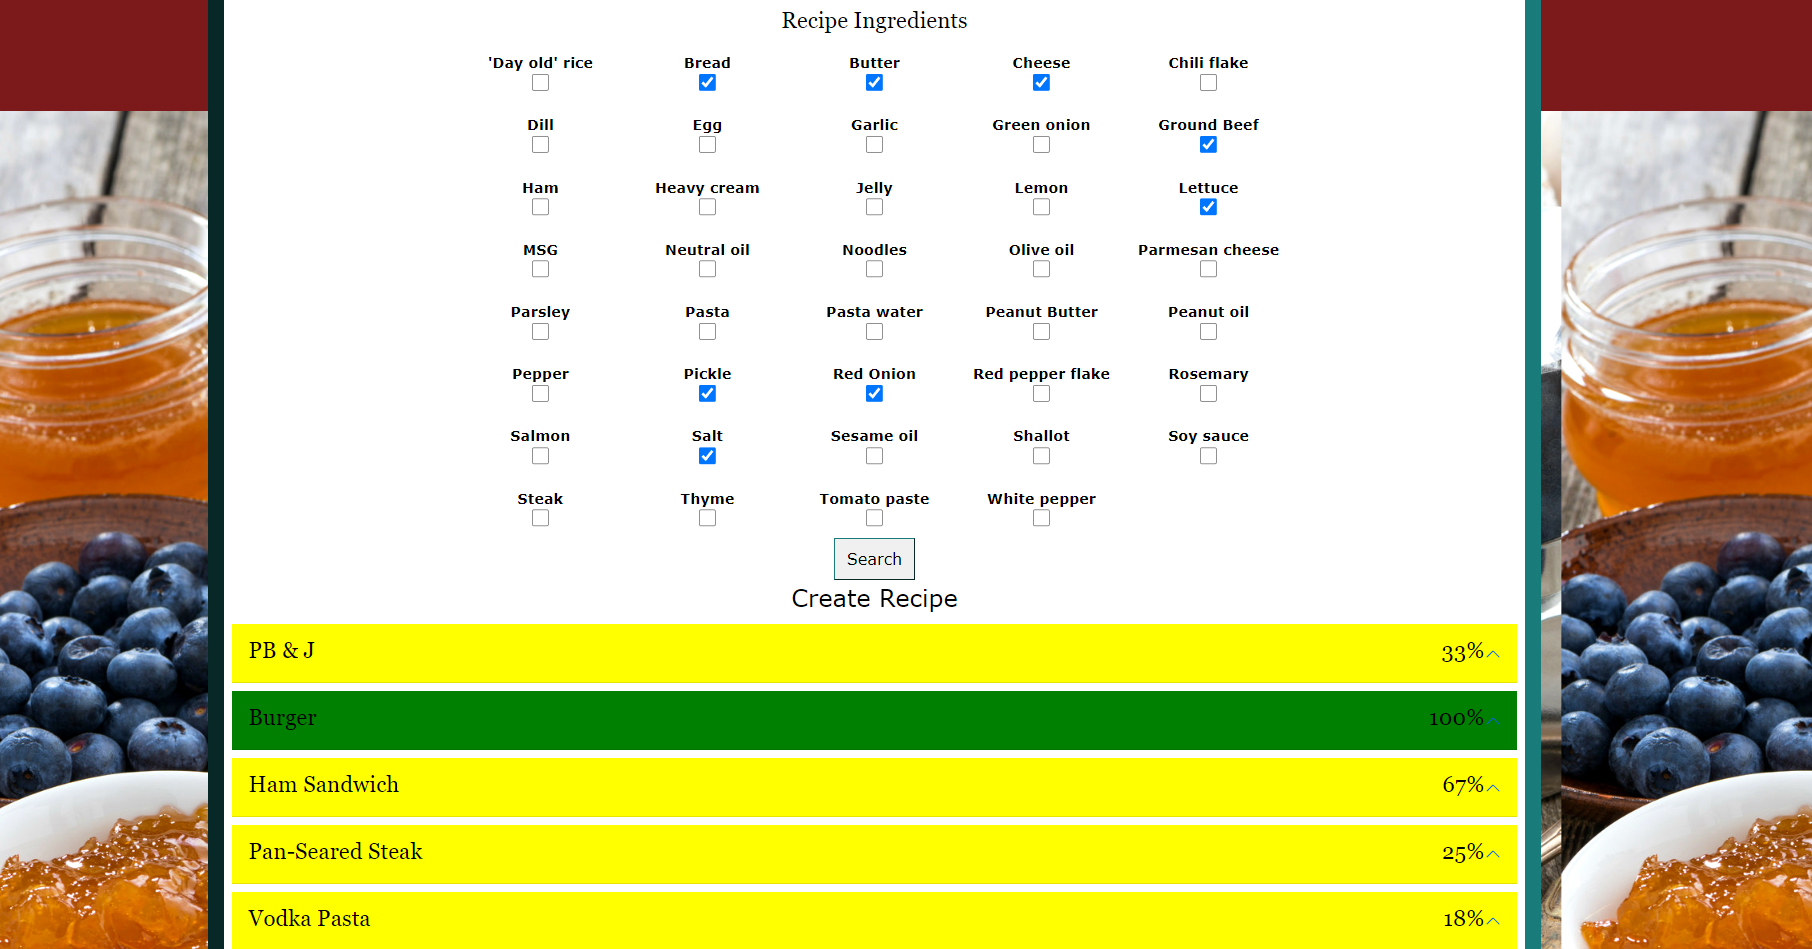 Recipe Ingredients
'Day old' rice Bread Butter Cheese Chili flake
Dill Egg Garlic Green onion Ground Beef
Ham Heavy cream Jelly Lemon Lettuce
MSG Neutral oil Noodles Olive oil Parmesan cheese
Parsley Pasta Pasta water Peanut Butter Peanut oil
Pepper Pickle Red Onion Red pepper flake Rosemary
Salmon Salt Sesame oil Shallot Soy sauce
Steak Thyme Tomato paste White pepper
Search
Create Recipe
PB & J 33%
Burger 100%
Ham Sandwich 67%
Pan-Seared Steak 25%
Vodka Pasta 18%